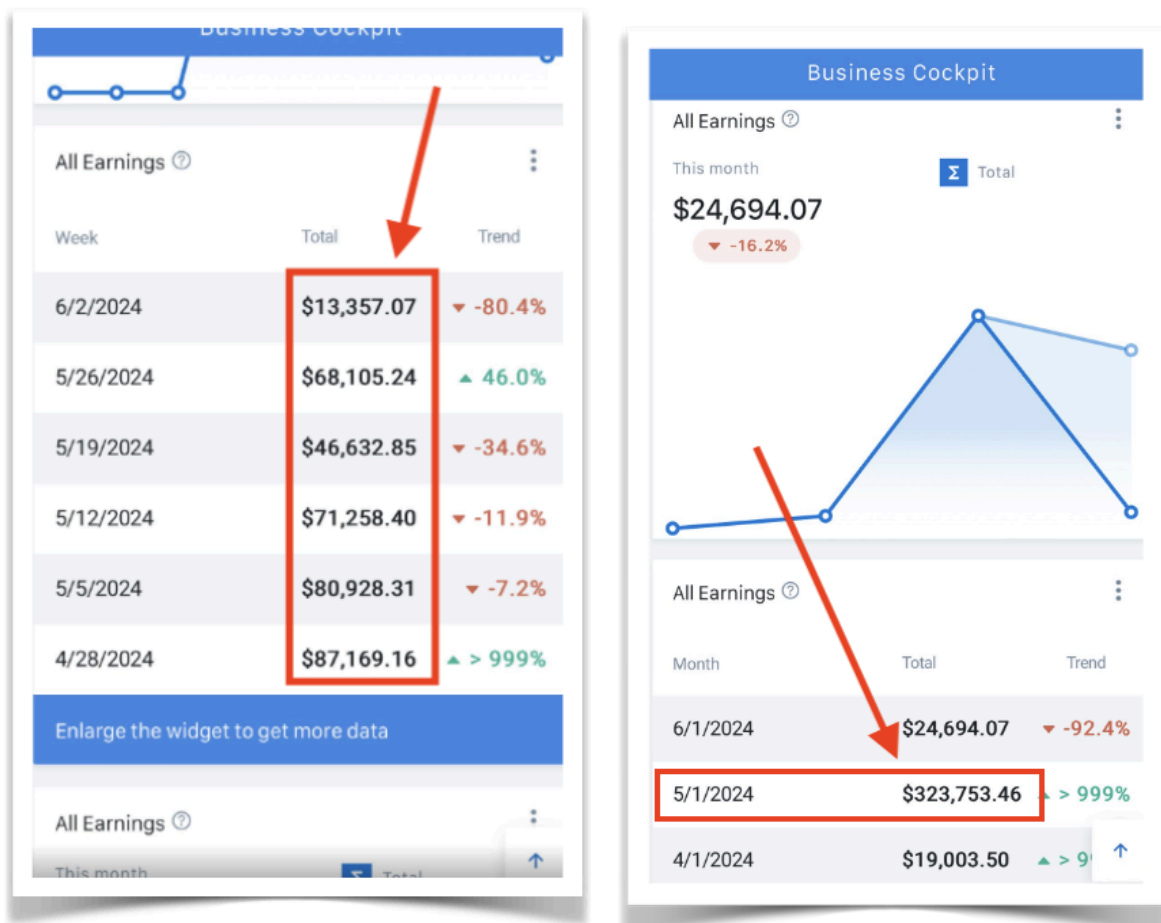 Business Cockpit
All Earnings ?
Week Total Trend
6/2/2024 $13,357.07 ▼ -80.4%
5/26/2024 $68,105.24 ▲ 46.0%
5/19/2024 $46,632.85 ▼ -34.6%
5/12/2024 $71,258.40 ▼ -11.9%
5/5/2024 $80,928.31 ▼ -7.2%
4/28/2024 $87,169.16 ▲ > 999%
Enlarge the widget to get more data
All Earnings ?
This month Σ Total
Business Cockpit
All Earnings ?
This month Σ Total
$24,694.07
▼ -16.2%
All Earnings ?
Month Total Trend
6/1/2024 $24,694.07 ▼ -92.4%
5/1/2024 $323,753.46 ▲ > 999%
4/1/2024 $19,003.50 ▲ > 9